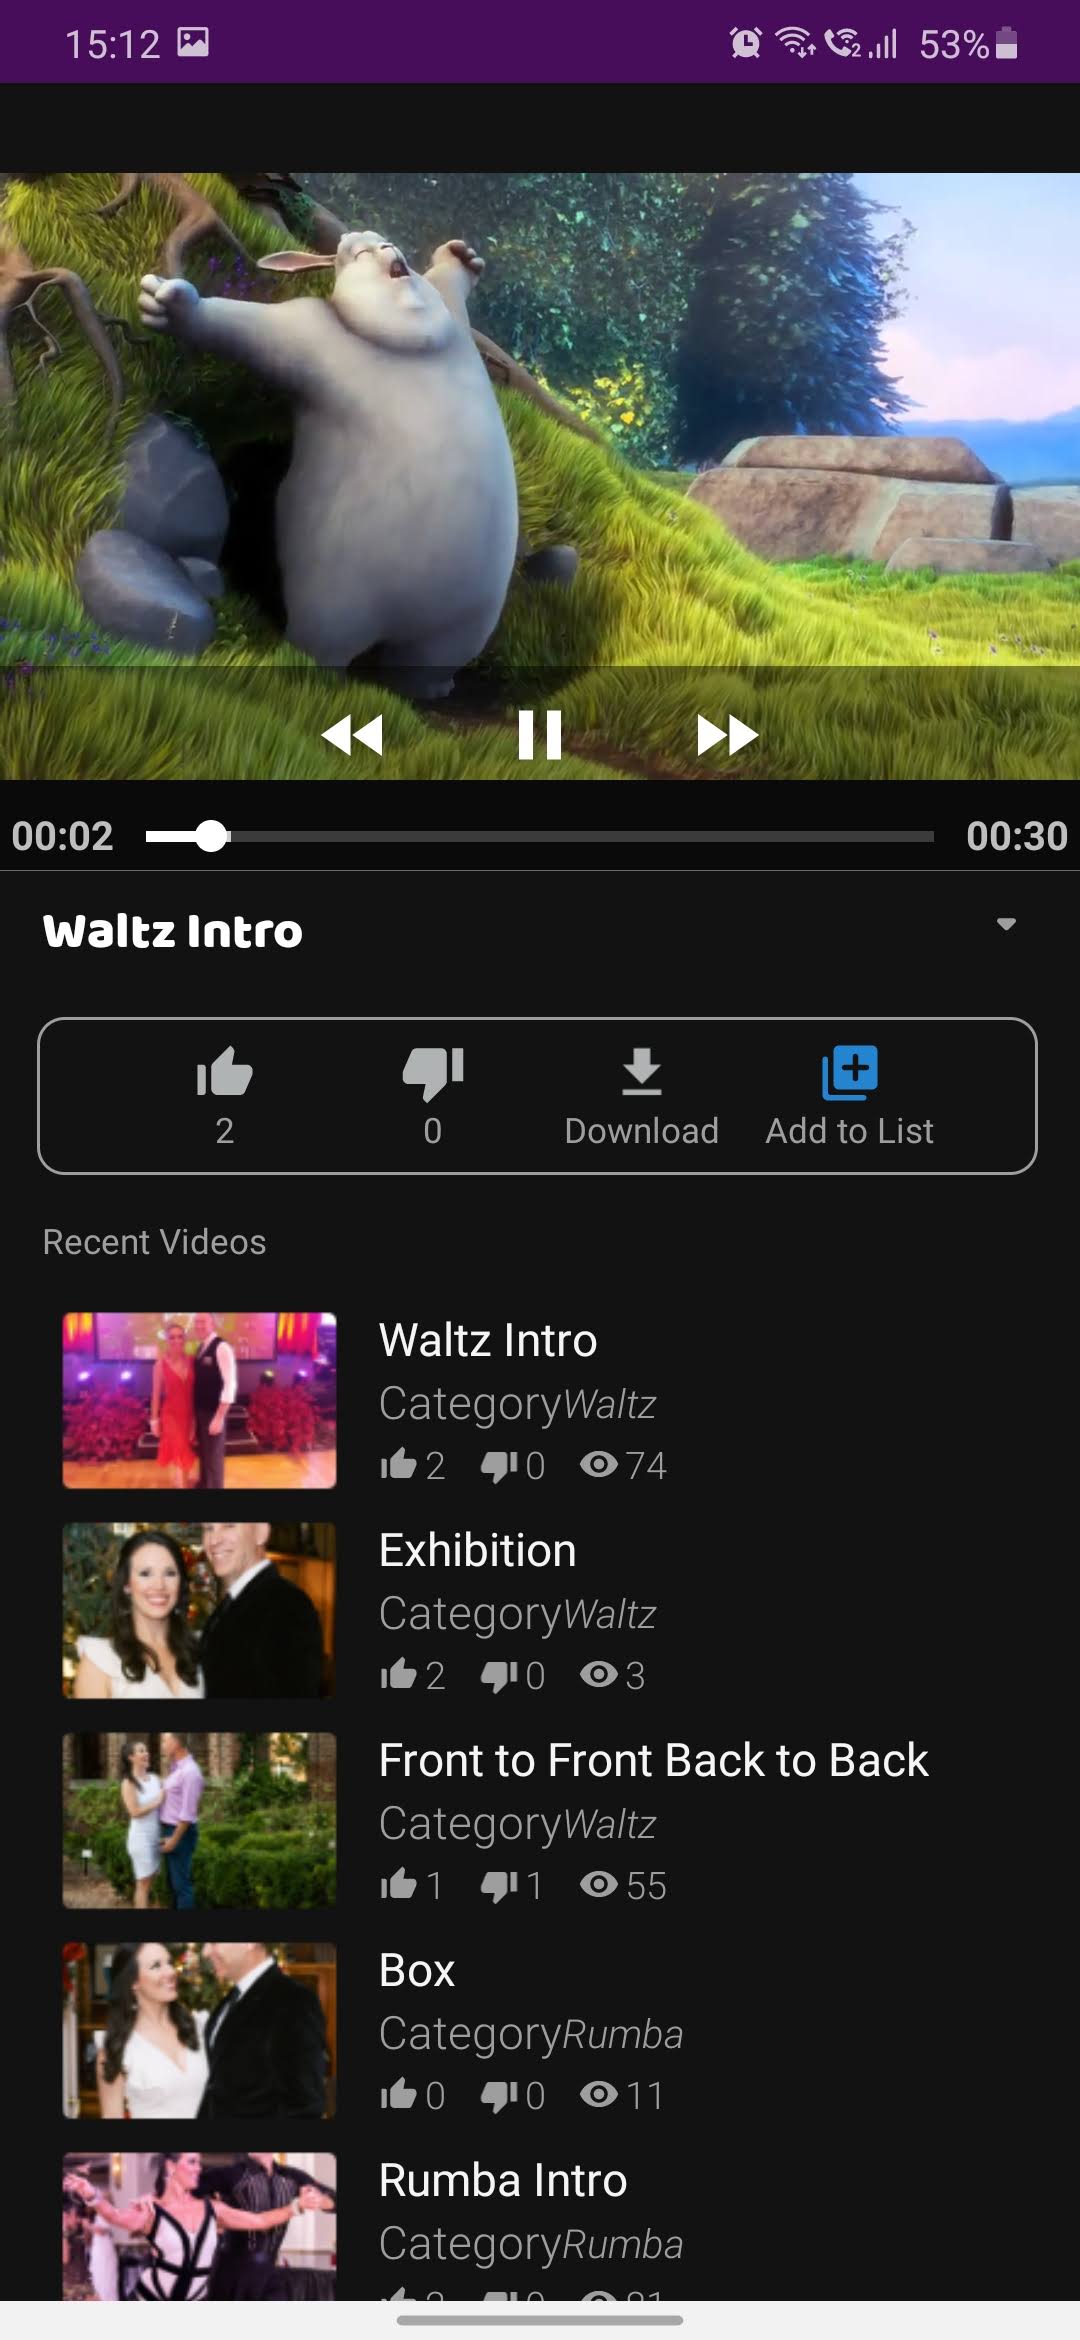 15:12
2 53%
00:02 00:30
Waltz Intro
2 0 Download Add to List
Recent Videos
Waltz Intro
CategoryWaltz
2 0 74
Exhibition
CategoryWaltz
2 0 3
Front to Front Back to Back
CategoryWaltz
1 1 55
Box
CategoryRumba
0 0 11
Rumba Intro
CategoryRumba